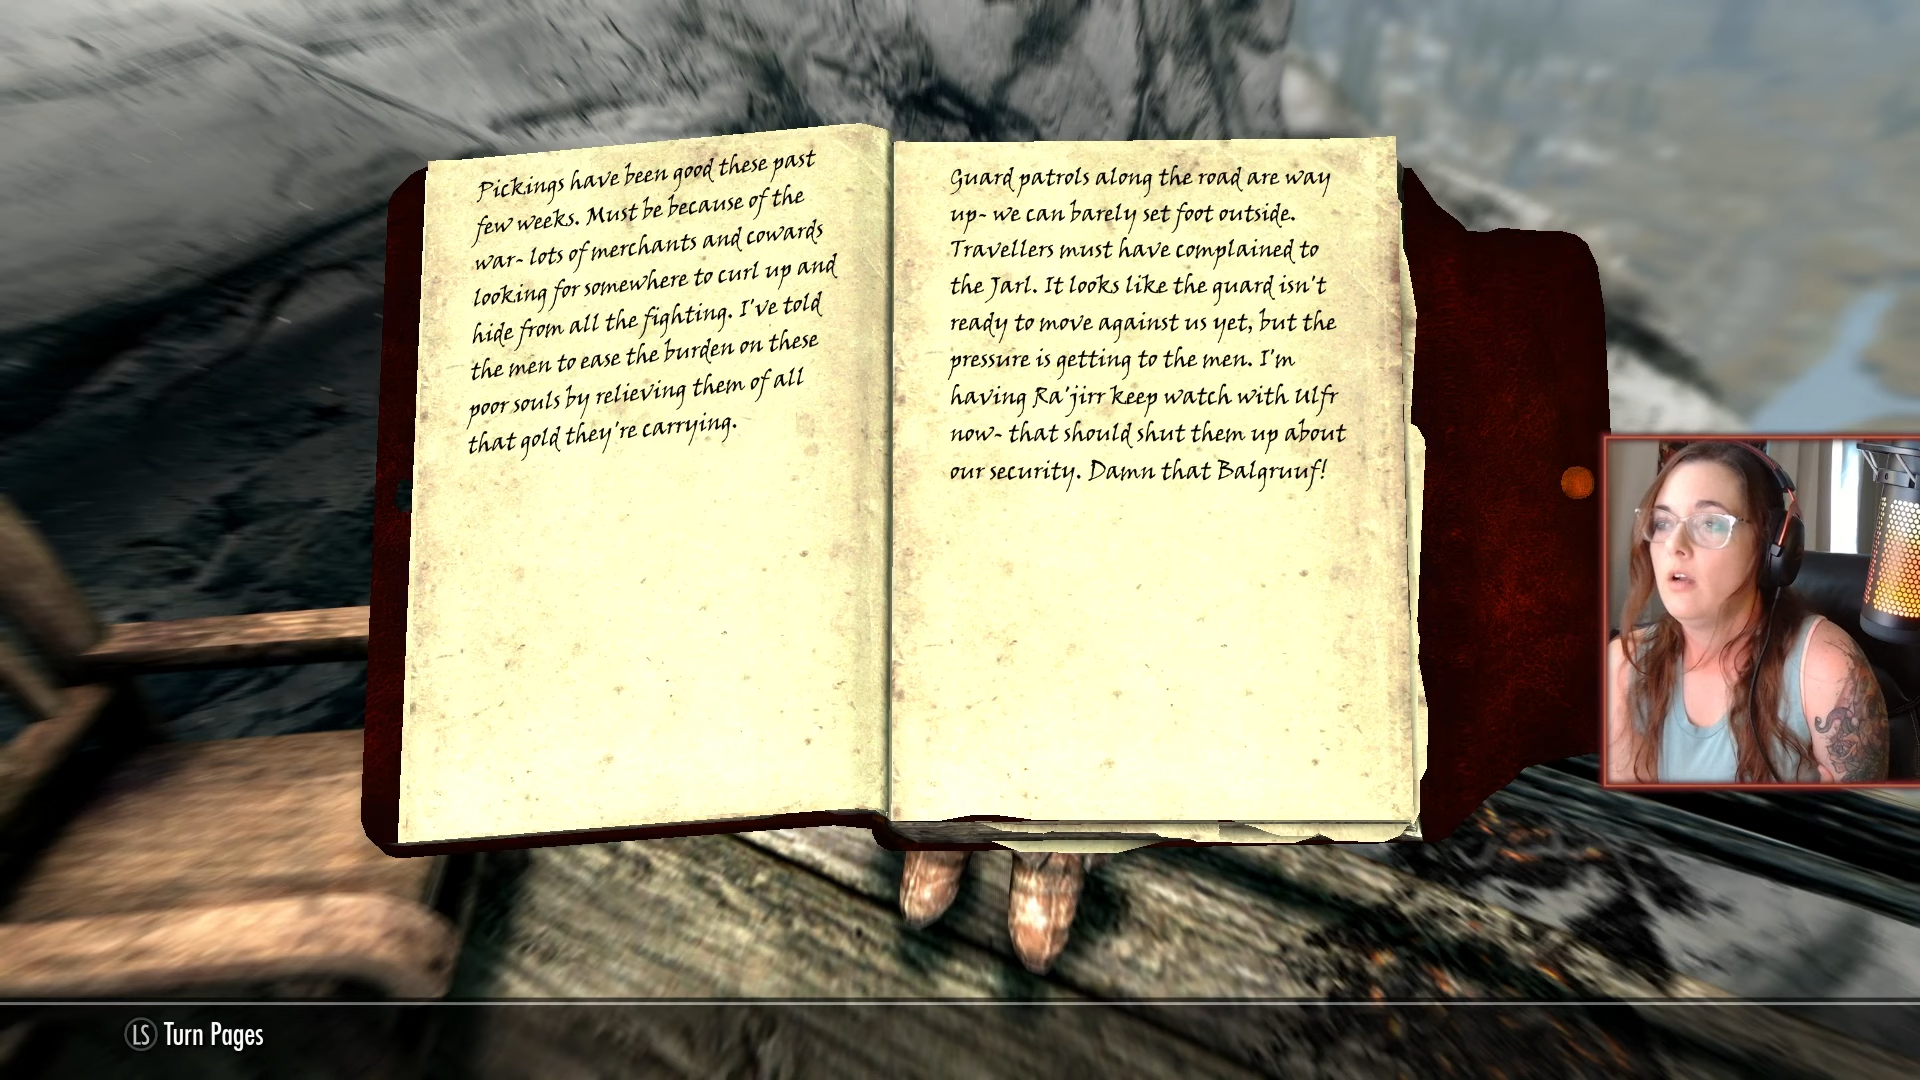 Pickings have been good these past
few weeks. Must be because of the
war- lots of merchants and cowards
looking for somewhere to curl up and
hide from all the fighting. I've told
the men to ease the burden on these
poor souls by relieving them of all
that gold they're carrying.
Guard patrols along the road are way
up- we can barely set foot outside.
Travellers must have complained to
the Jarl. It looks like the guard isn't
ready to move against us yet, but the
pressure is getting to the men. I'm
having Ra'jirr keep watch with Ulfr
now- that should shut them up about
our security. Damn that Balgruuf!
LS Turn Pages